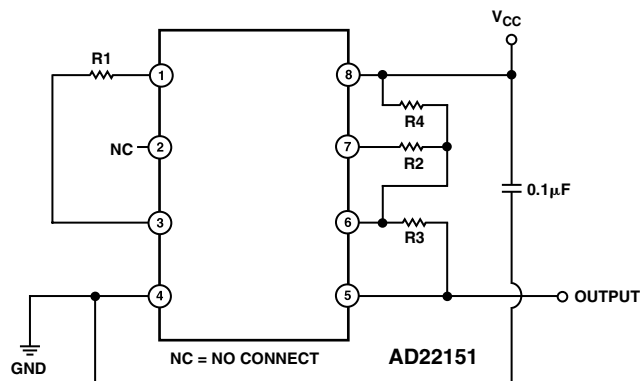 V_CC
R1
1
8
R4
NC
2
7
R2
0.1µF
3
6
R3
4
5
OUTPUT
GND
NC = NO CONNECT
AD22151